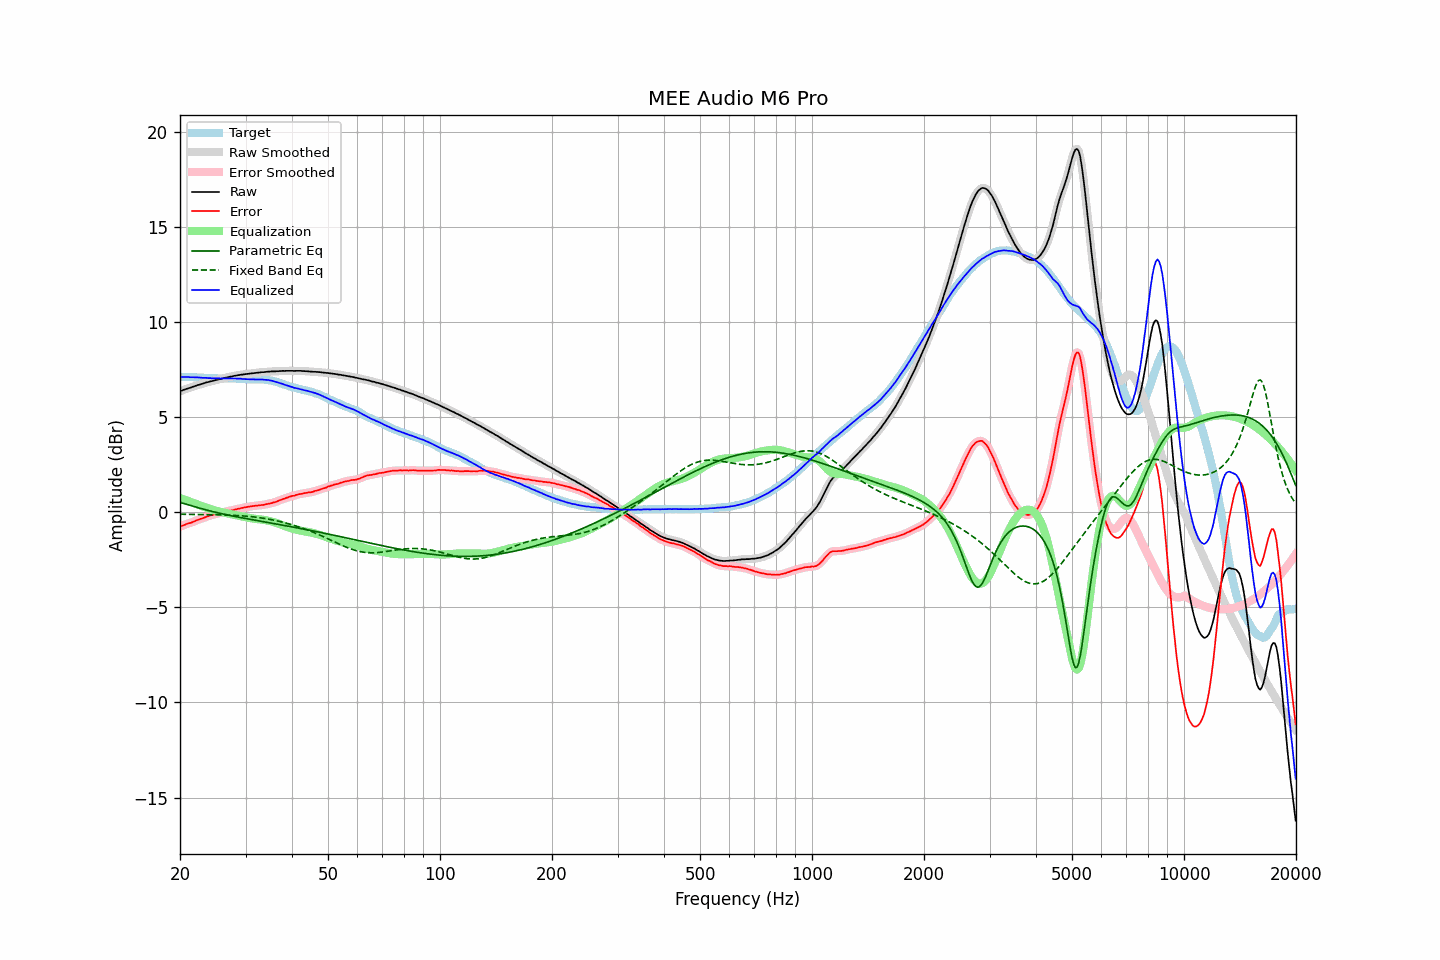 MEE Audio M6 Pro
20
15
10
5
0
−5
−10
−15
Amplitude (dBr)
Target
Raw Smoothed
Error Smoothed
Raw
Error
Equalization
Parametric Eq
Fixed Band Eq
Equalized
20 50 100 200 500 1000 2000 5000 10000 20000
Frequency (Hz)